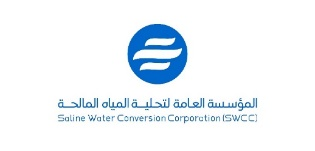 المؤسسة العامة لتحلية المياه المالحة
Saline Water Conversion Corporation (SWCC)